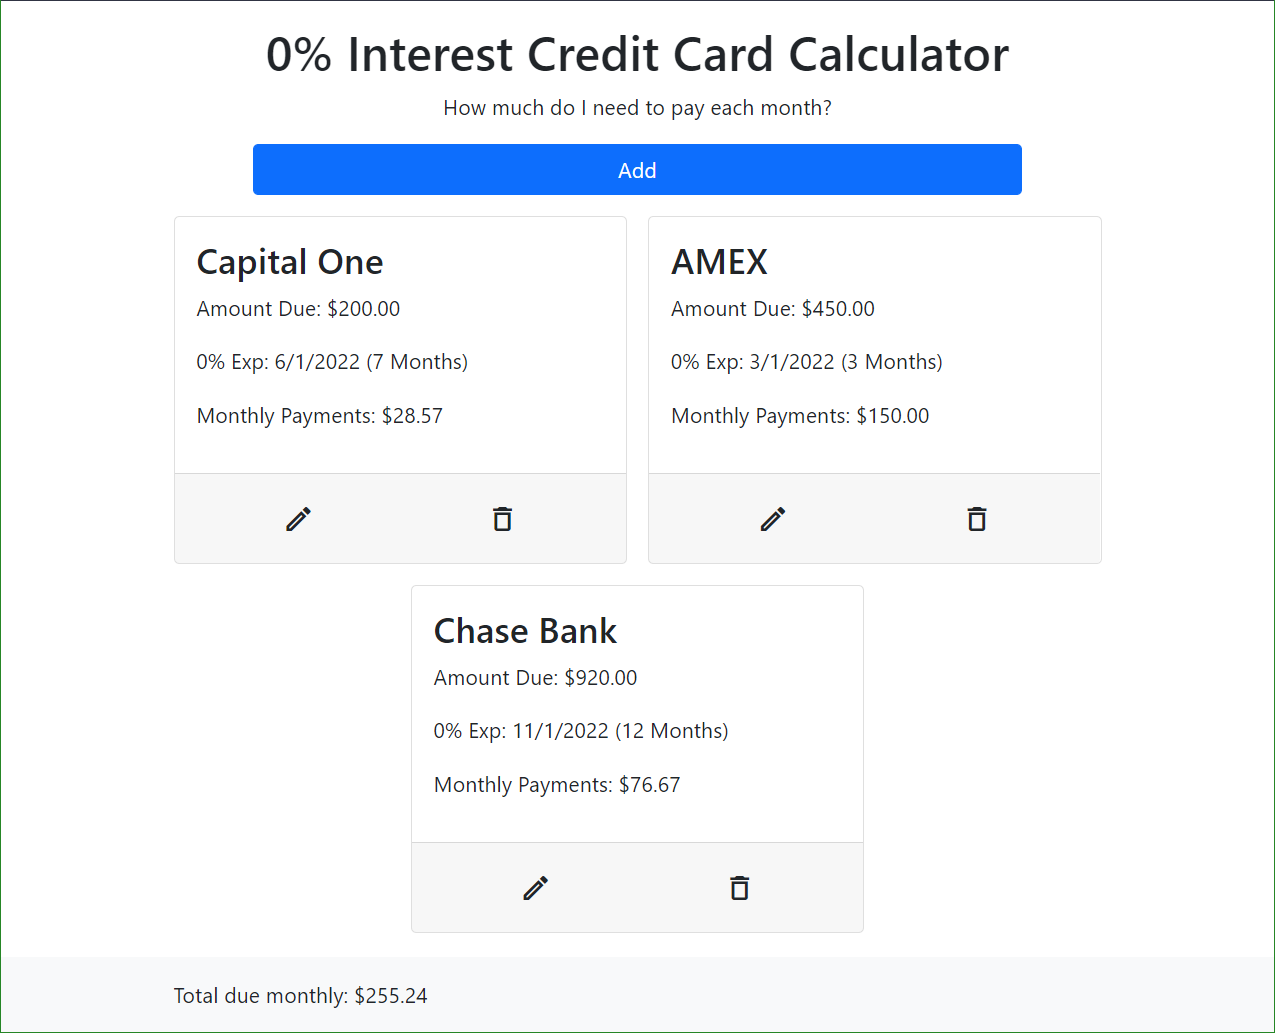 0% Interest Credit Card Calculator
How much do I need to pay each month?
Add
Capital One
Amount Due: $200.00
0% Exp: 6/1/2022 (7 Months)
Monthly Payments: $28.57
AMEX
Amount Due: $450.00
0% Exp: 3/1/2022 (3 Months)
Monthly Payments: $150.00
Chase Bank
Amount Due: $920.00
0% Exp: 11/1/2022 (12 Months)
Monthly Payments: $76.67
Total due monthly: $255.24